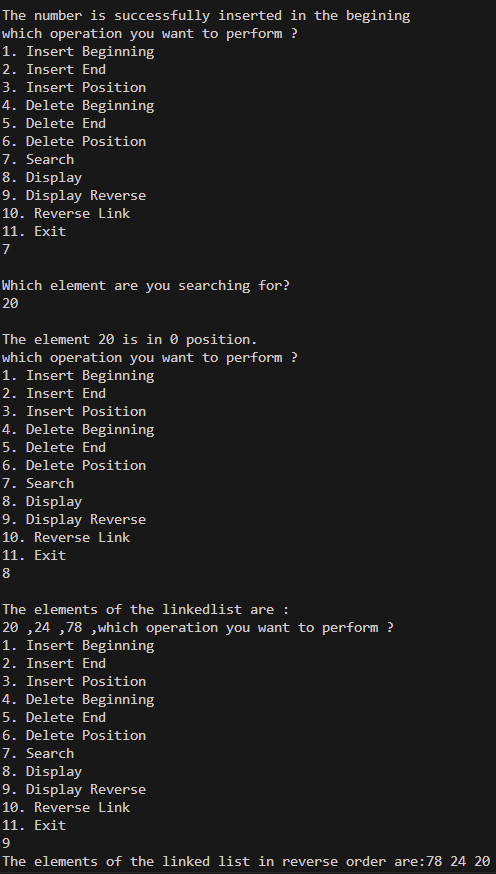 The number is successfully inserted in the begining
which operation you want to perform ?
1. Insert Beginning
2. Insert End
3. Insert Position
4. Delete Beginning
5. Delete End
6. Delete Position
7. Search
8. Display
9. Display Reverse
10. Reverse Link
11. Exit
7
Which element are you searching for?
20
The element 20 is in 0 position.
which operation you want to perform ?
1. Insert Beginning
2. Insert End
3. Insert Position
4. Delete Beginning
5. Delete End
6. Delete Position
7. Search
8. Display
9. Display Reverse
10. Reverse Link
11. Exit
8
The elements of the linkedlist are :
20 ,24 ,78 ,which operation you want to perform ?
1. Insert Beginning
2. Insert End
3. Insert Position
4. Delete Beginning
5. Delete End
6. Delete Position
7. Search
8. Display
9. Display Reverse
10. Reverse Link
11. Exit
9
The elements of the linked list in reverse order are:78 24 20